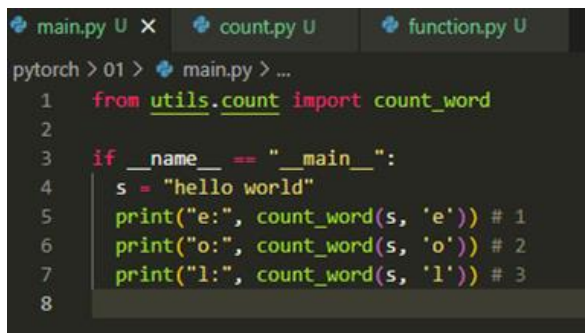 main.py U X count.py U function.py U
pytorch > 01 > main.py > ...
1 from utils.count import count_word
2
3 if __name__ == "__main__":
4 s = "hello world"
5 print("e:", count_word(s, 'e')) # 1
6 print("o:", count_word(s, 'o')) # 2
7 print("l:", count_word(s, 'l')) # 3
8